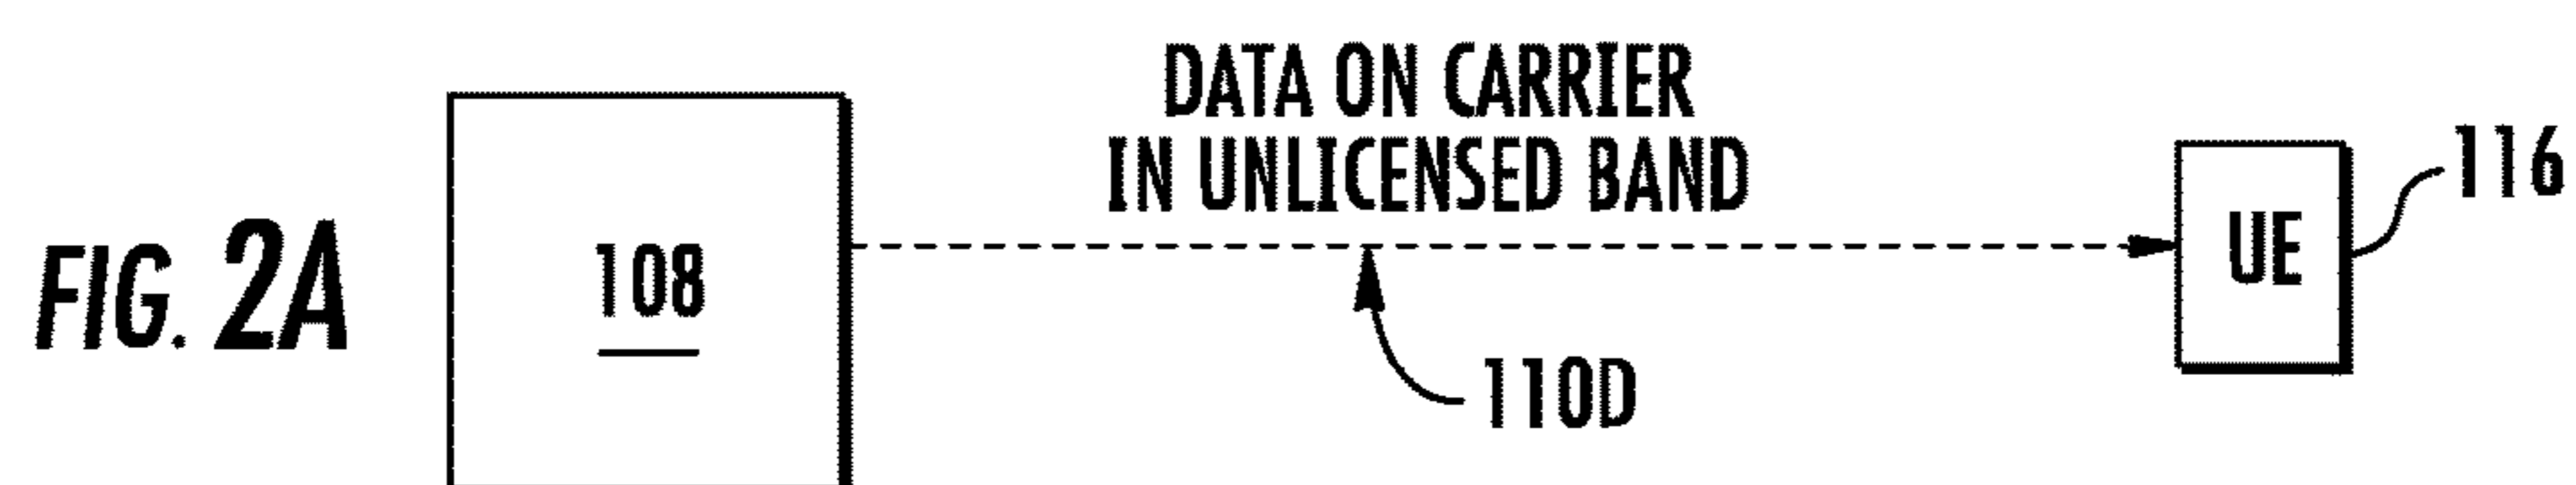 FIG. 2A
108
DATA ON CARRIER
IN UNLICENSED BAND
110D
UE
116